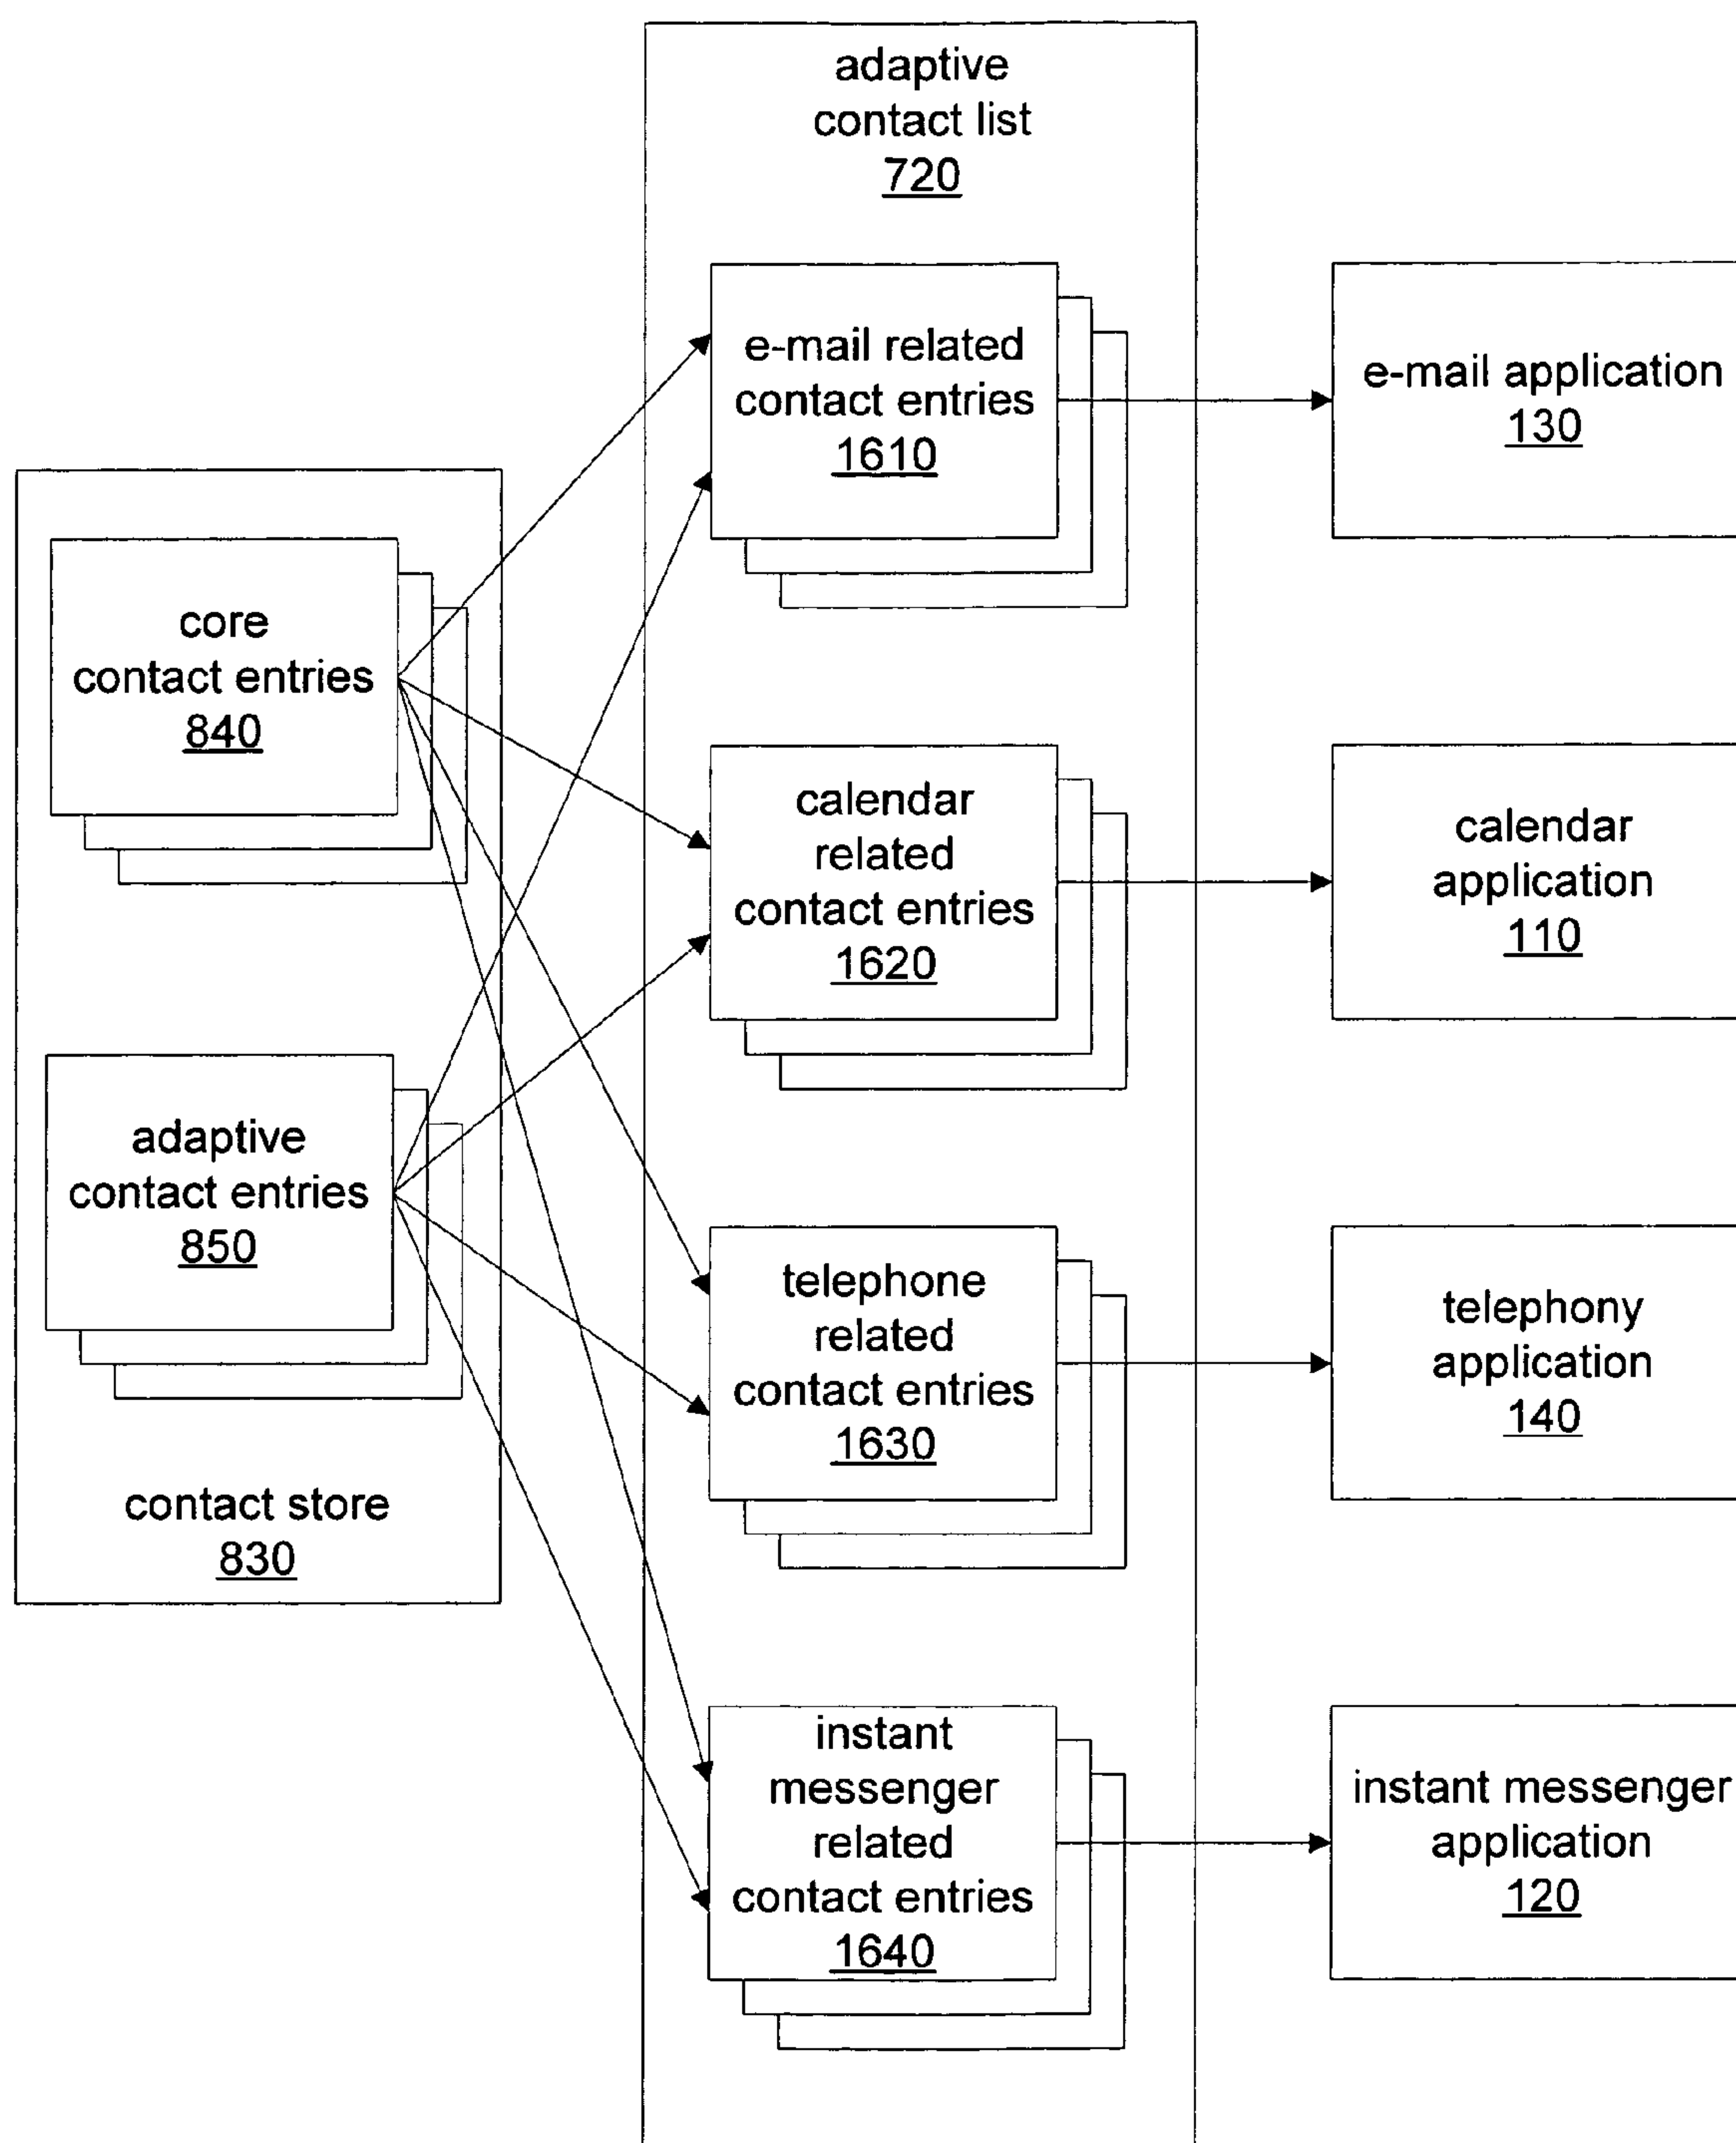 adaptive
contact list
720
e-mail related
contact entries
1610
e-mail application
130
core
contact entries
840
calendar
related
contact entries
1620
calendar
application
110
adaptive
contact entries
850
telephone
related
contact entries
1630
telephony
application
140
contact store
830
instant
messenger
related
contact entries
1640
instant messenger
application
120